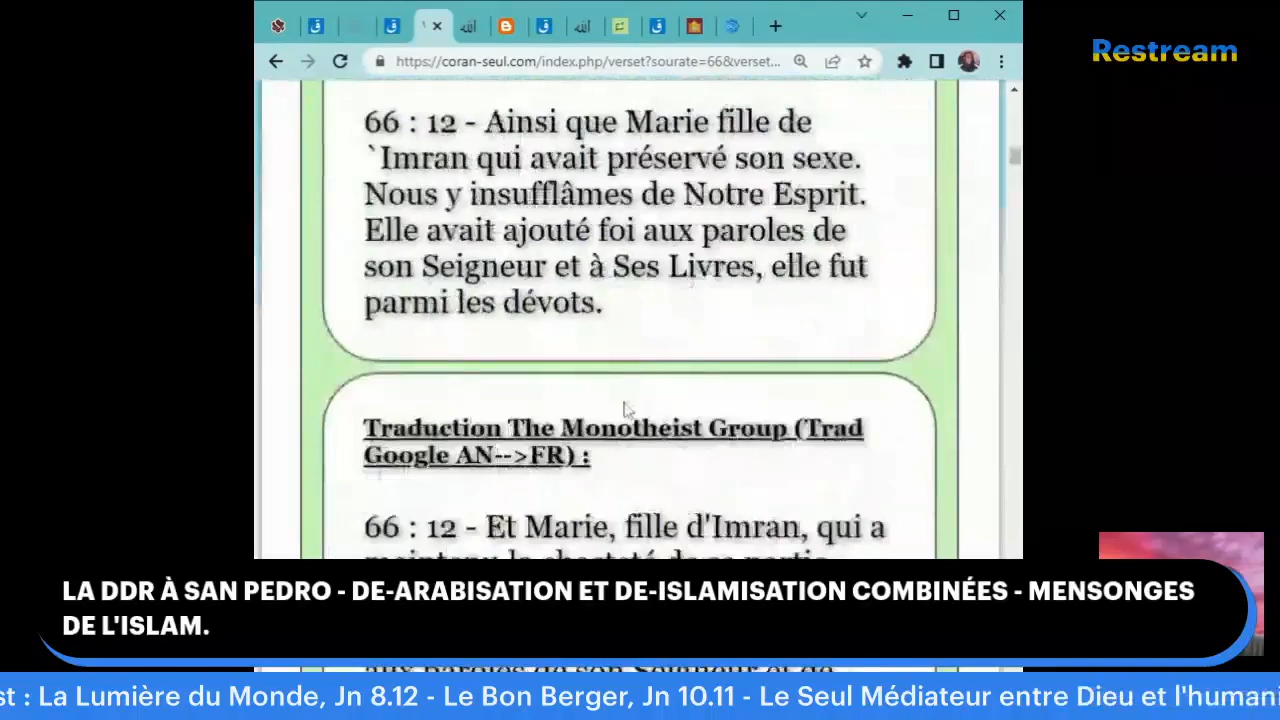 https://coran-seul.com/index.php/verset?sourate=66&verset...
Restream
66 : 12 - Ainsi que Marie fille de
`Imran qui avait préservé son sexe.
Nous y insufflâmes de Notre Esprit.
Elle avait ajouté foi aux paroles de
son Seigneur et à Ses Livres, elle fut
parmi les dévots.
Traduction The Monotheist Group (Trad
Google AN-->FR) :
66 : 12 - Et Marie, fille d'Imran, qui a
LA DDR À SAN PEDRO - DE-ARABISATION ET DE-ISLAMISATION COMBINÉES - MENSONGES
DE L'ISLAM.
st : La Lumière du Monde, Jn 8.12 - Le Bon Berger, Jn 10.11 - Le Seul Médiateur entre Dieu et l'humani